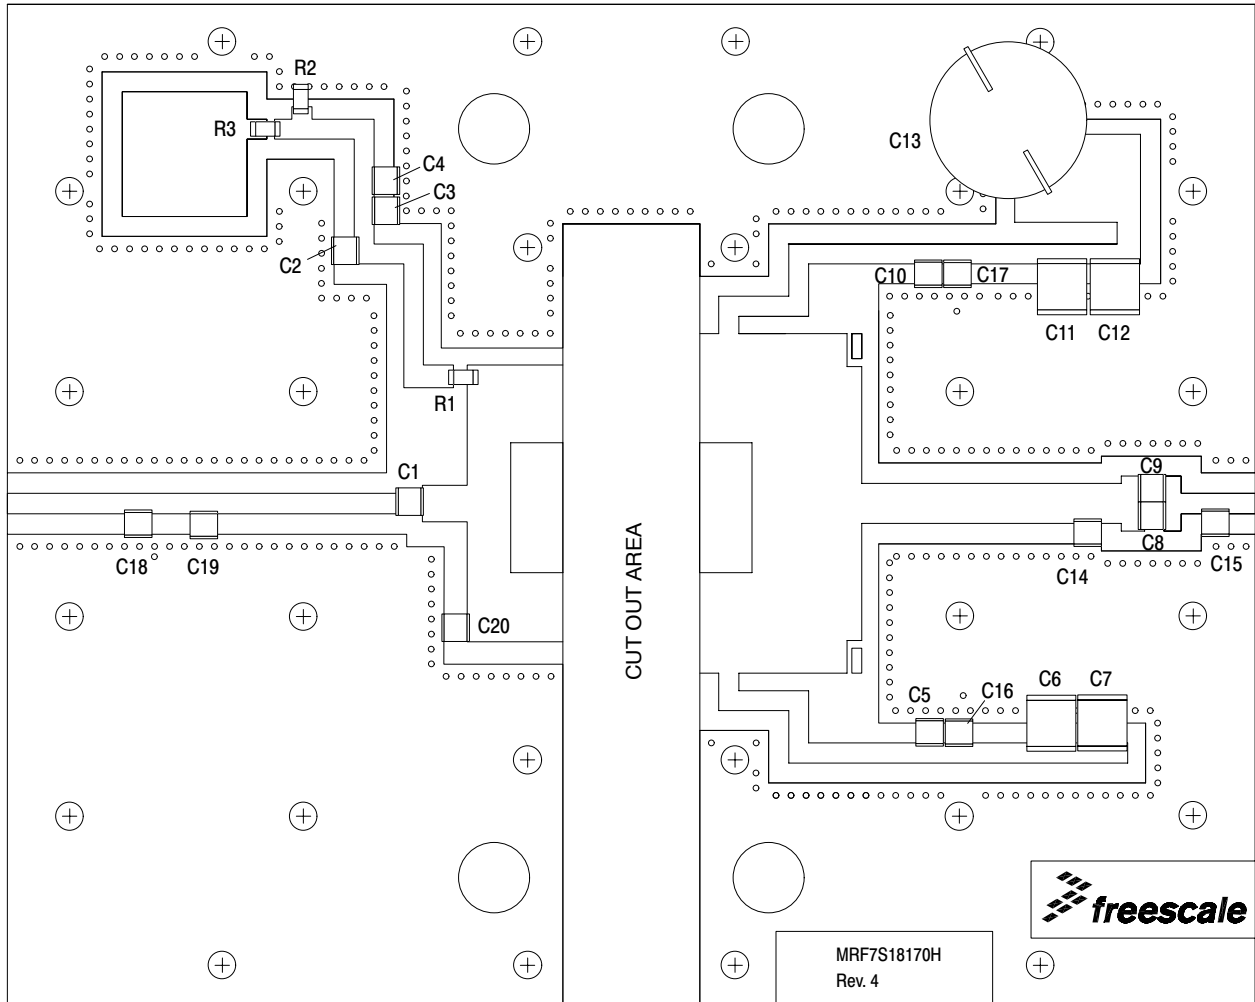 R2
R3
C4
C3
C13
C2
C10
C17
C11
C12
R1
C1
C9
C8
C18
C19
C14
C15
C20
CUT OUT AREA
C5
C16
C6
C7
freescale
MRF7S18170H
Rev. 4